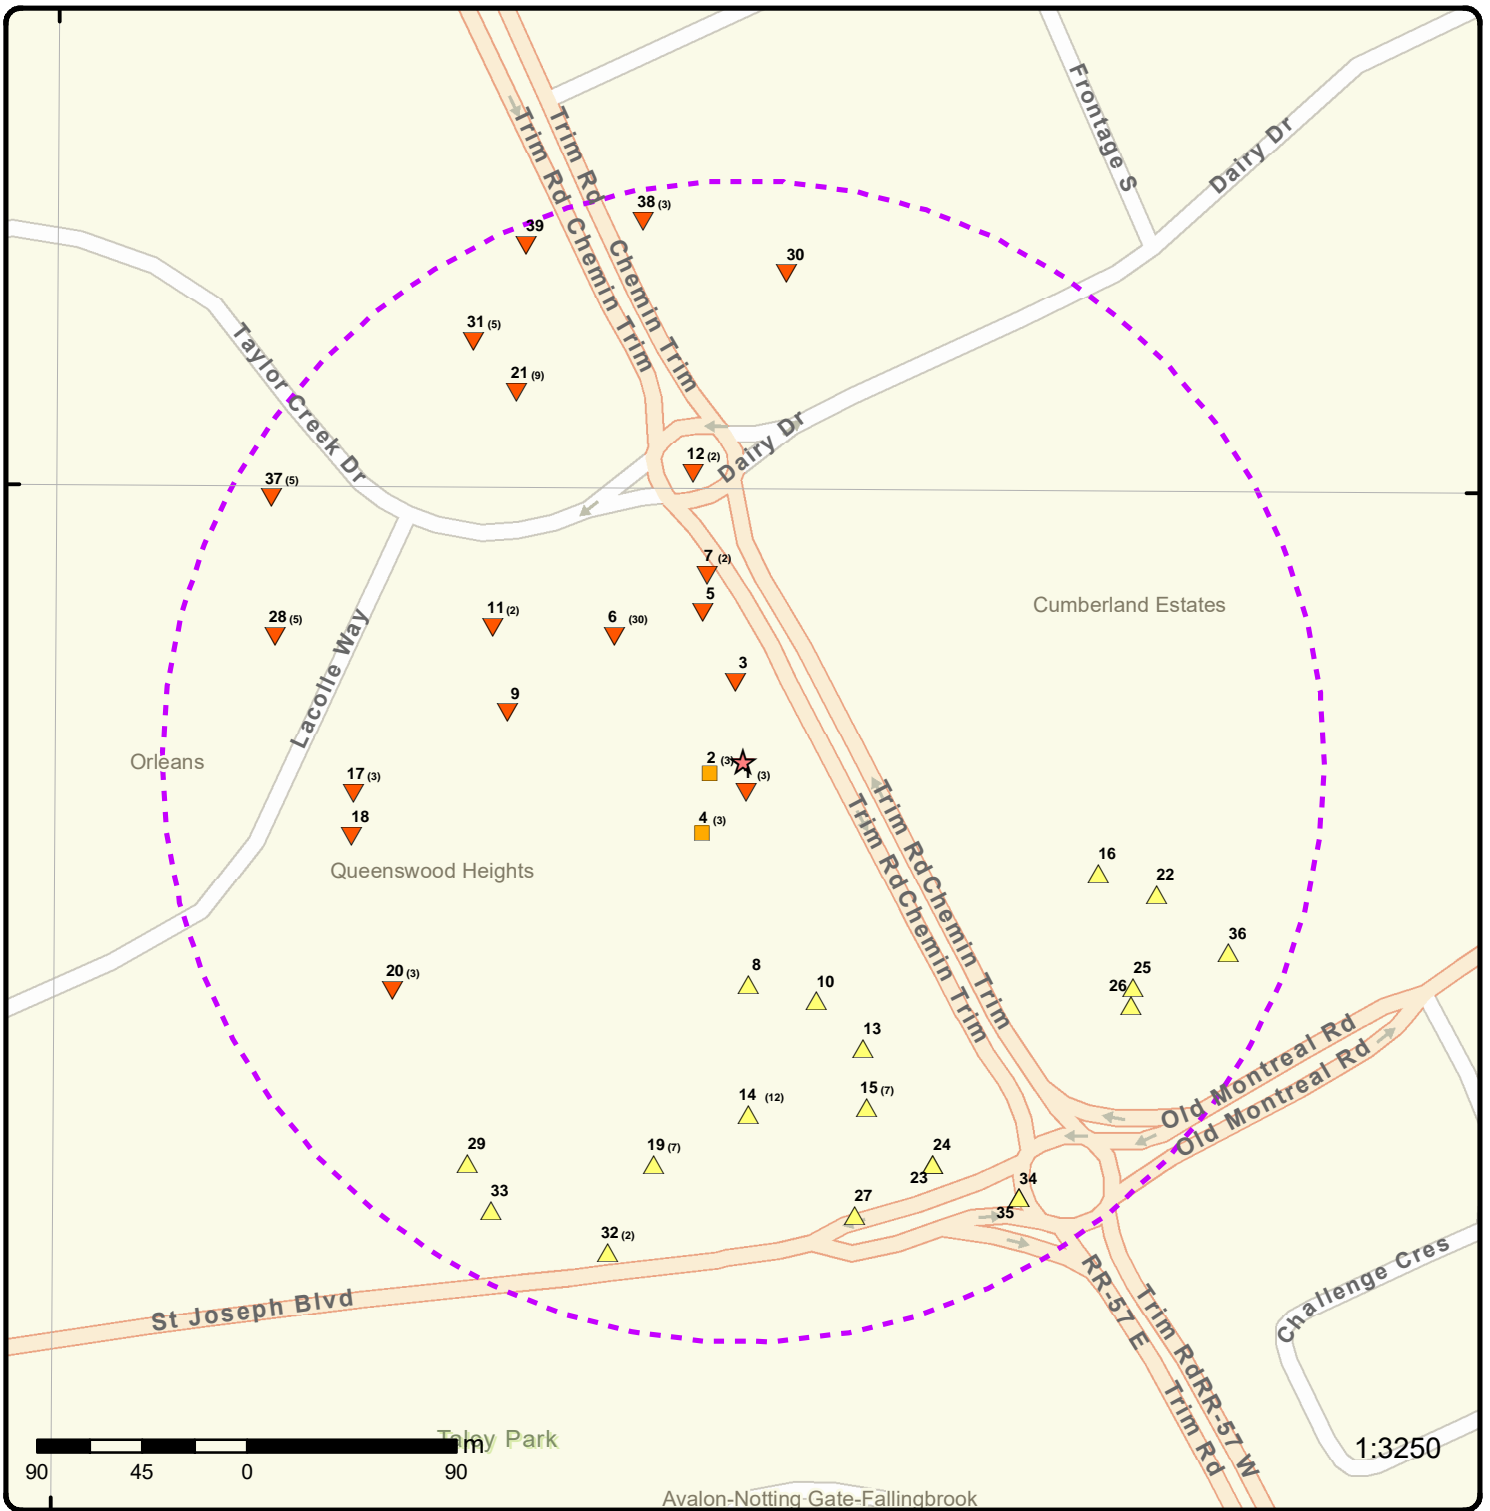 Frontage S
Dairy Dr
Trim Rd
Trim Rd
38 (3)
39
Chemin Trim
Chemin Trim
30
31 (5)
Taylor Creek Dr
21 (9)
Dairy Dr
12 (2)
37 (5)
7 (2)
5
Cumberland Estates
28 (5)
11 (2)
6 (30)
Lacolle Way
3
9
Orleans
2 (3)
1 (3)
17 (3)
18
4 (3)
Trim Rd
Trim Rd
16
Queenswood Heights
22
Chemin Trim
Chemin Trim
36
8
25
20 (3)
10
26
13
Old Montreal Rd
Old Montreal Rd
14 (12)
15 (7)
29
19 (7)
24
23
34
33
27
35
32 (2)
St Joseph Blvd
RR-57 E
Trim Rd
RR-57 W
Trim Rd
Challenge Cres
Taley Park
m
90 45 0 90
1:3250
Avalon-Notting Gate-Fallingbrook